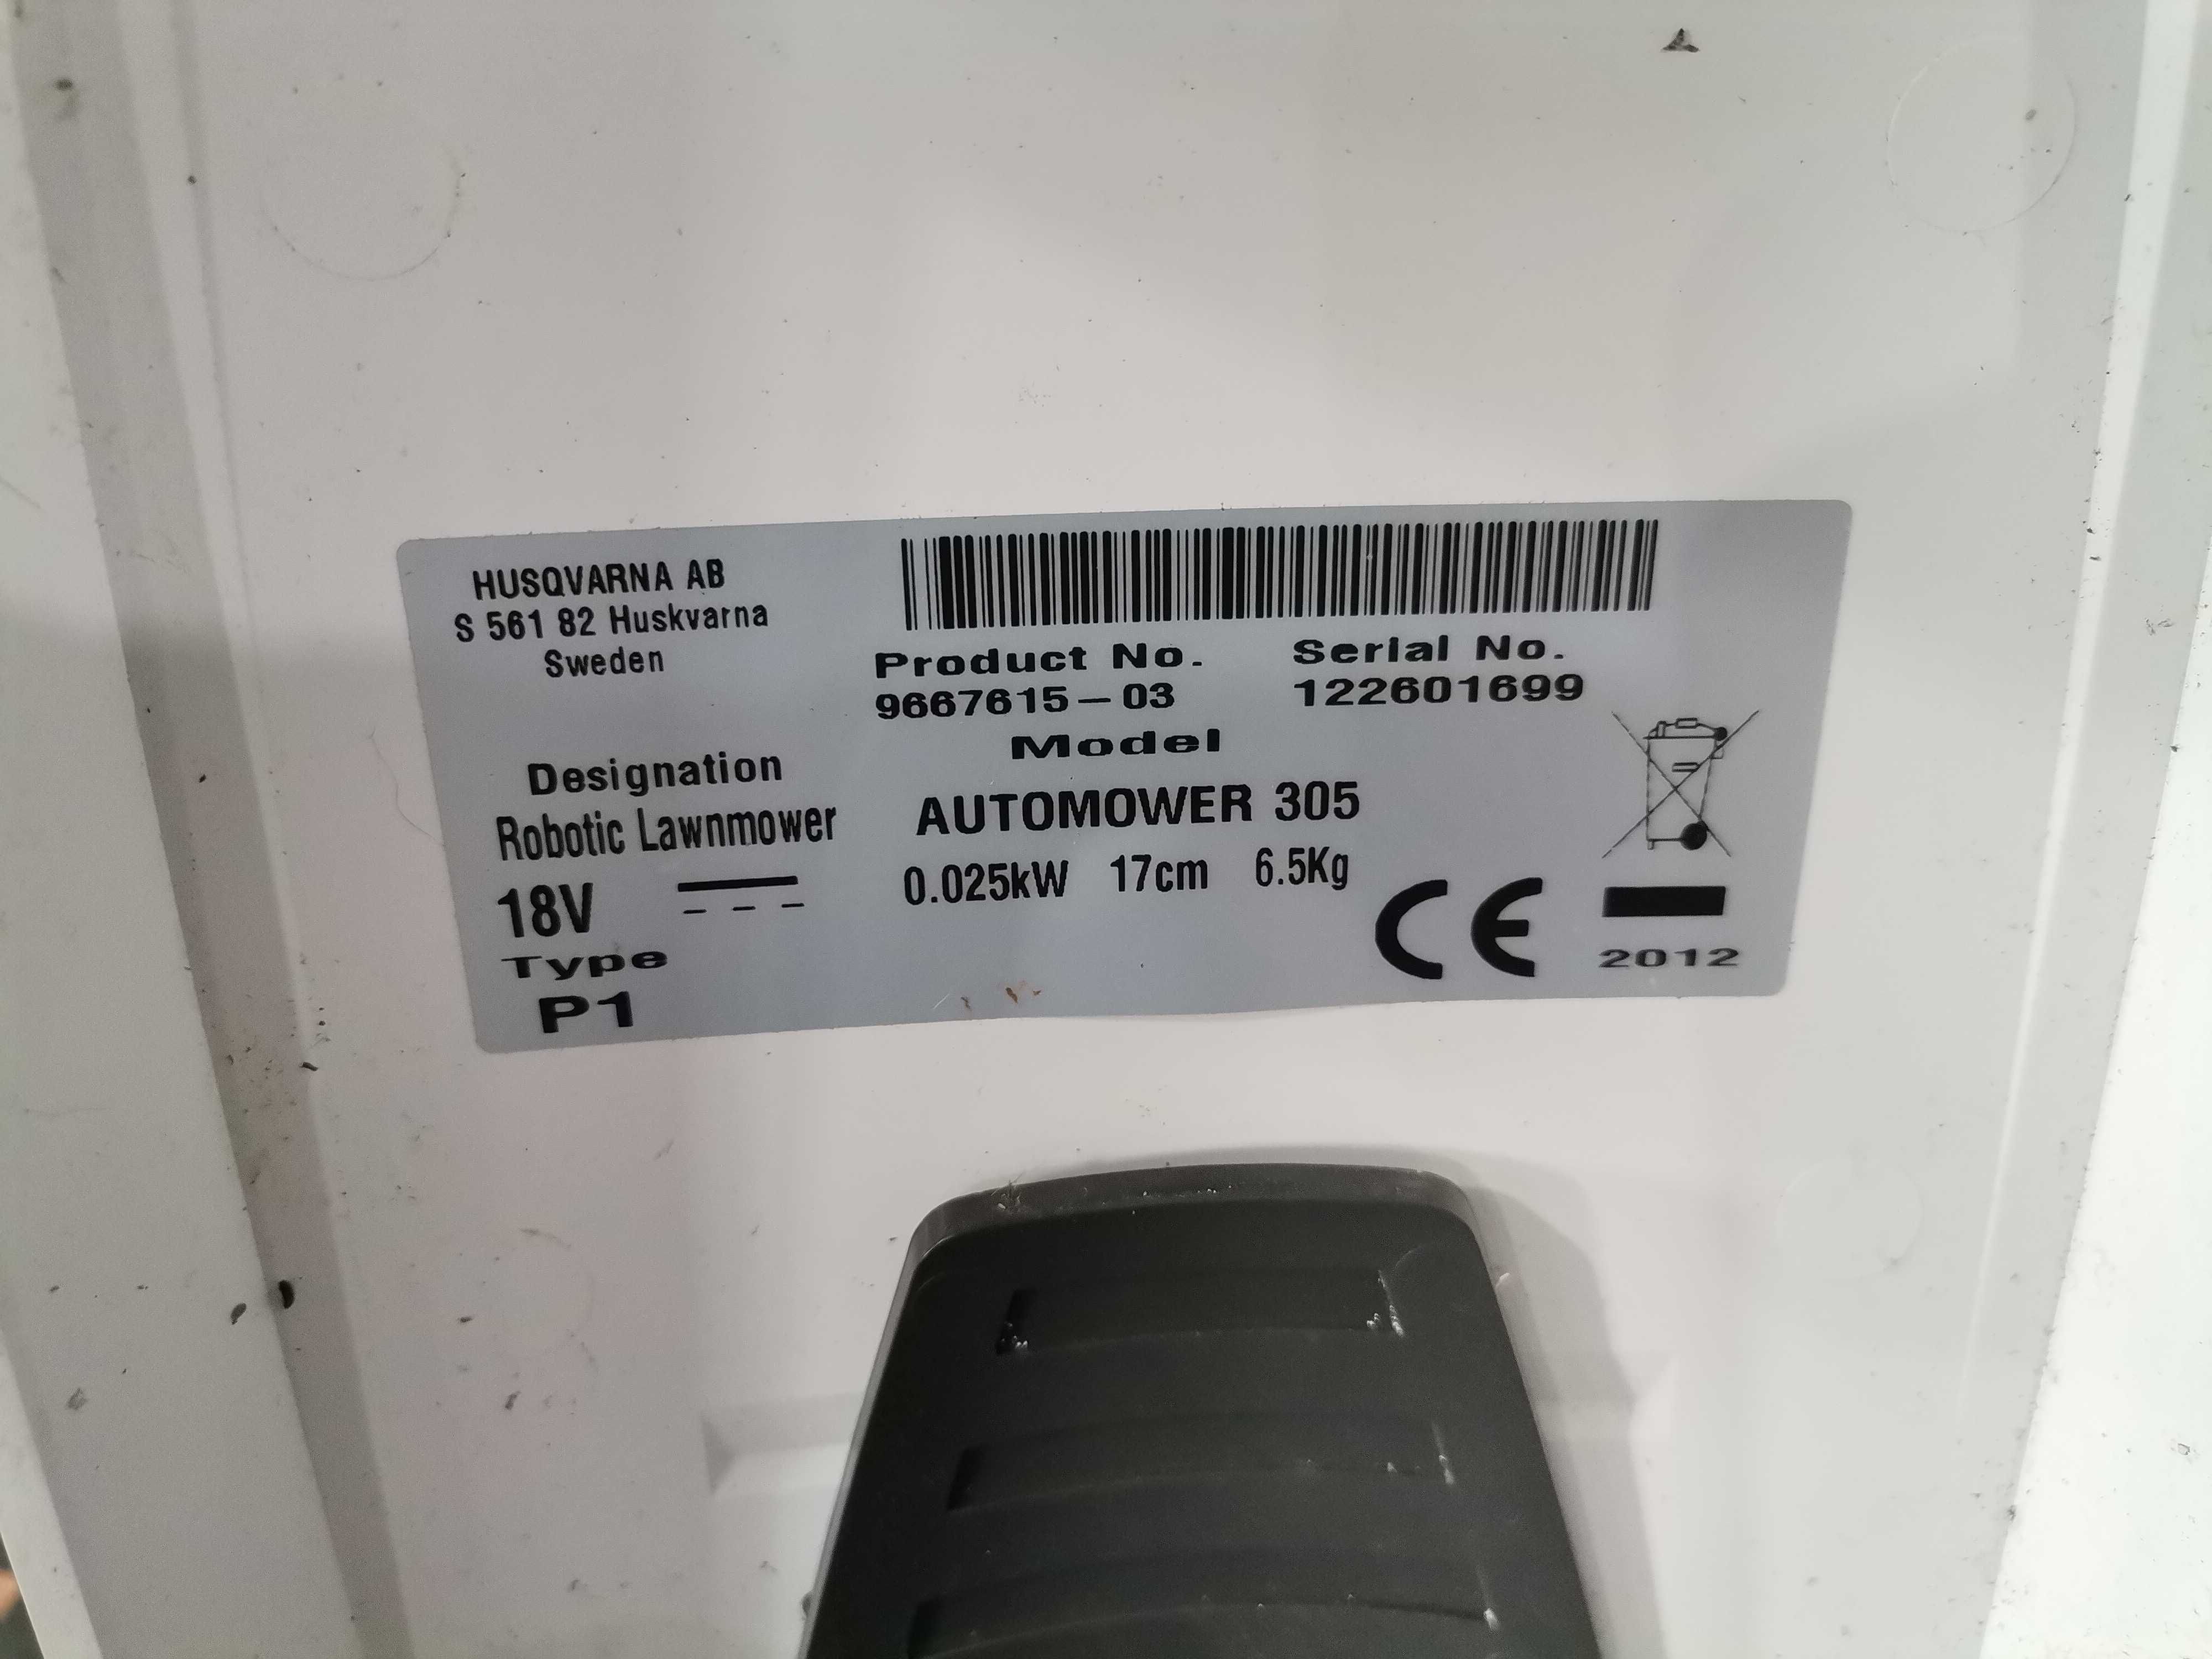 HUSQVARNA AB
S 561 82 Huskvarna
Sweden
Product No. Serial No.
9667615-03 122601699
Model
Designation
Robotic Lawnmower
AUTOMOWER 305
18V
0.025kW 17cm 6.5Kg
Type
P1
CE
2012